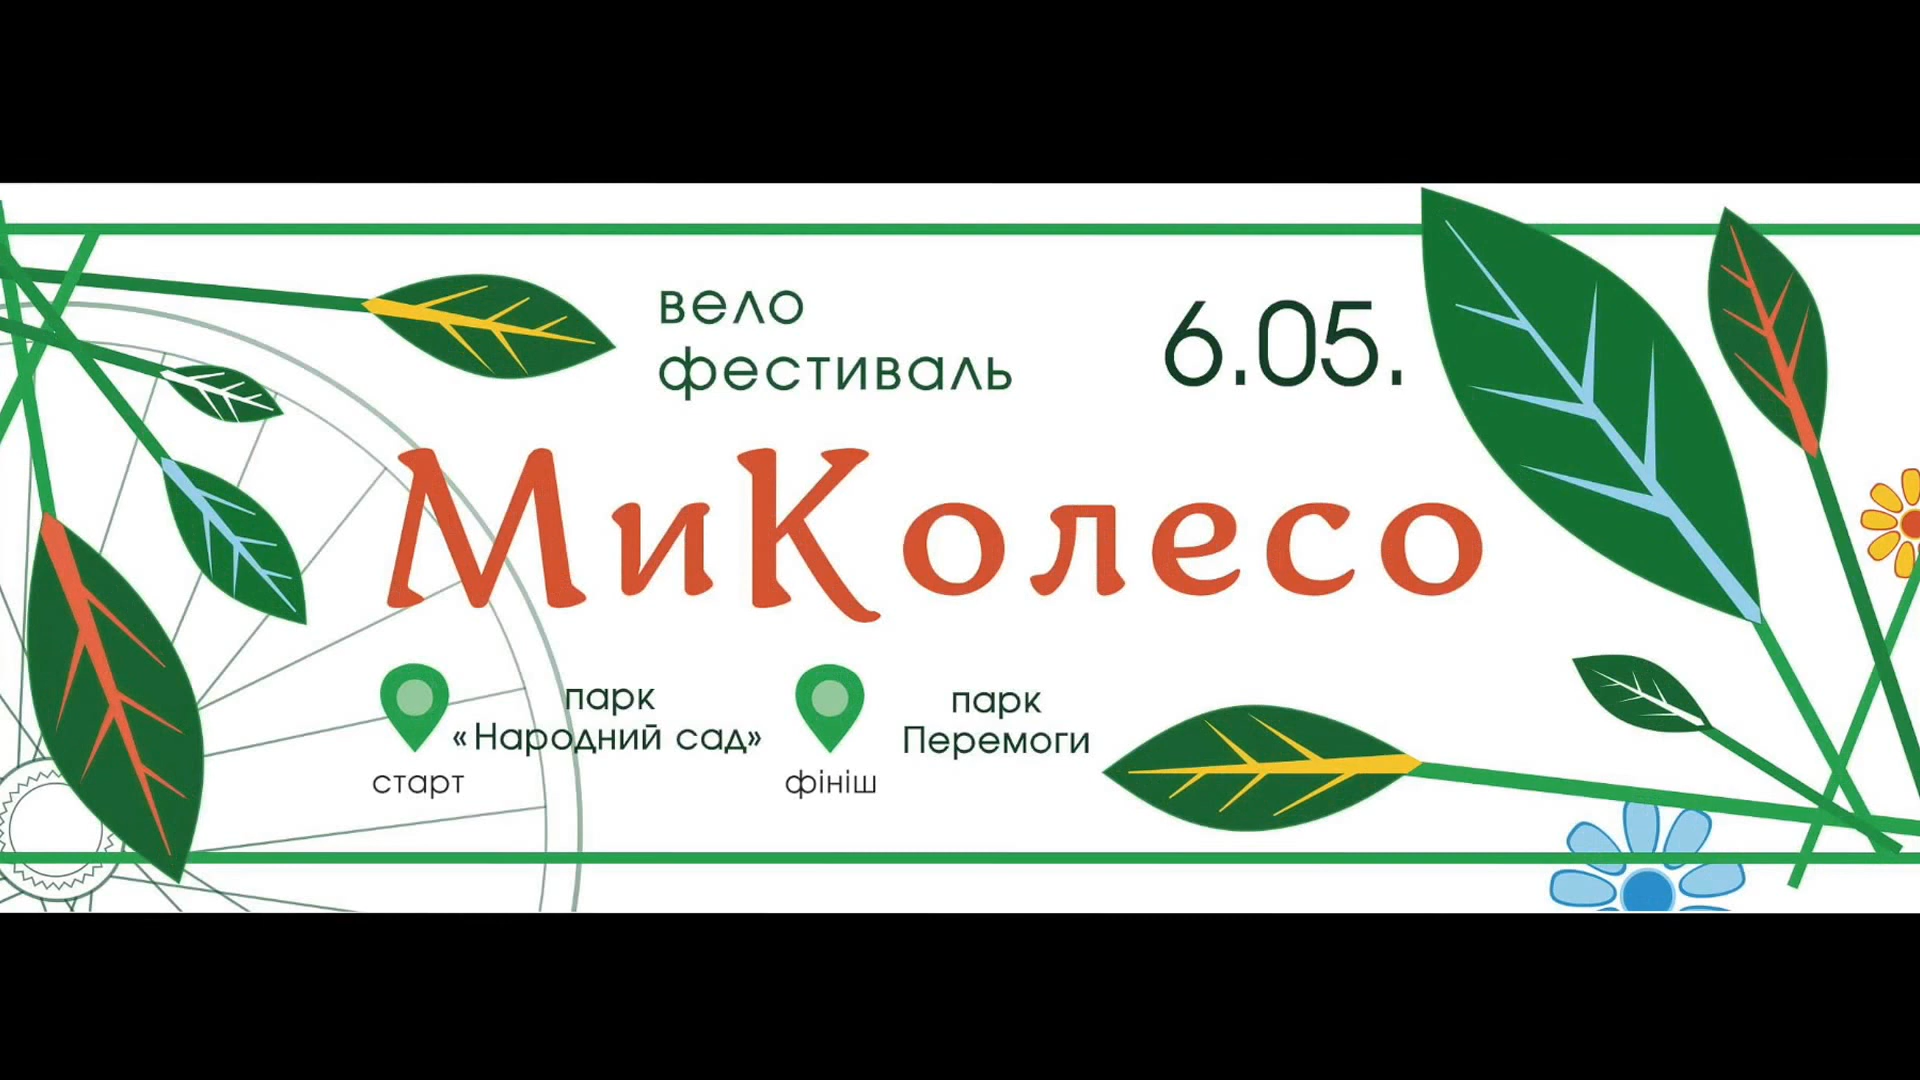 вело
фестиваль
6.05.
МиКолесо
парк
«Народний сад»
старт
парк
Перемоги
фініш